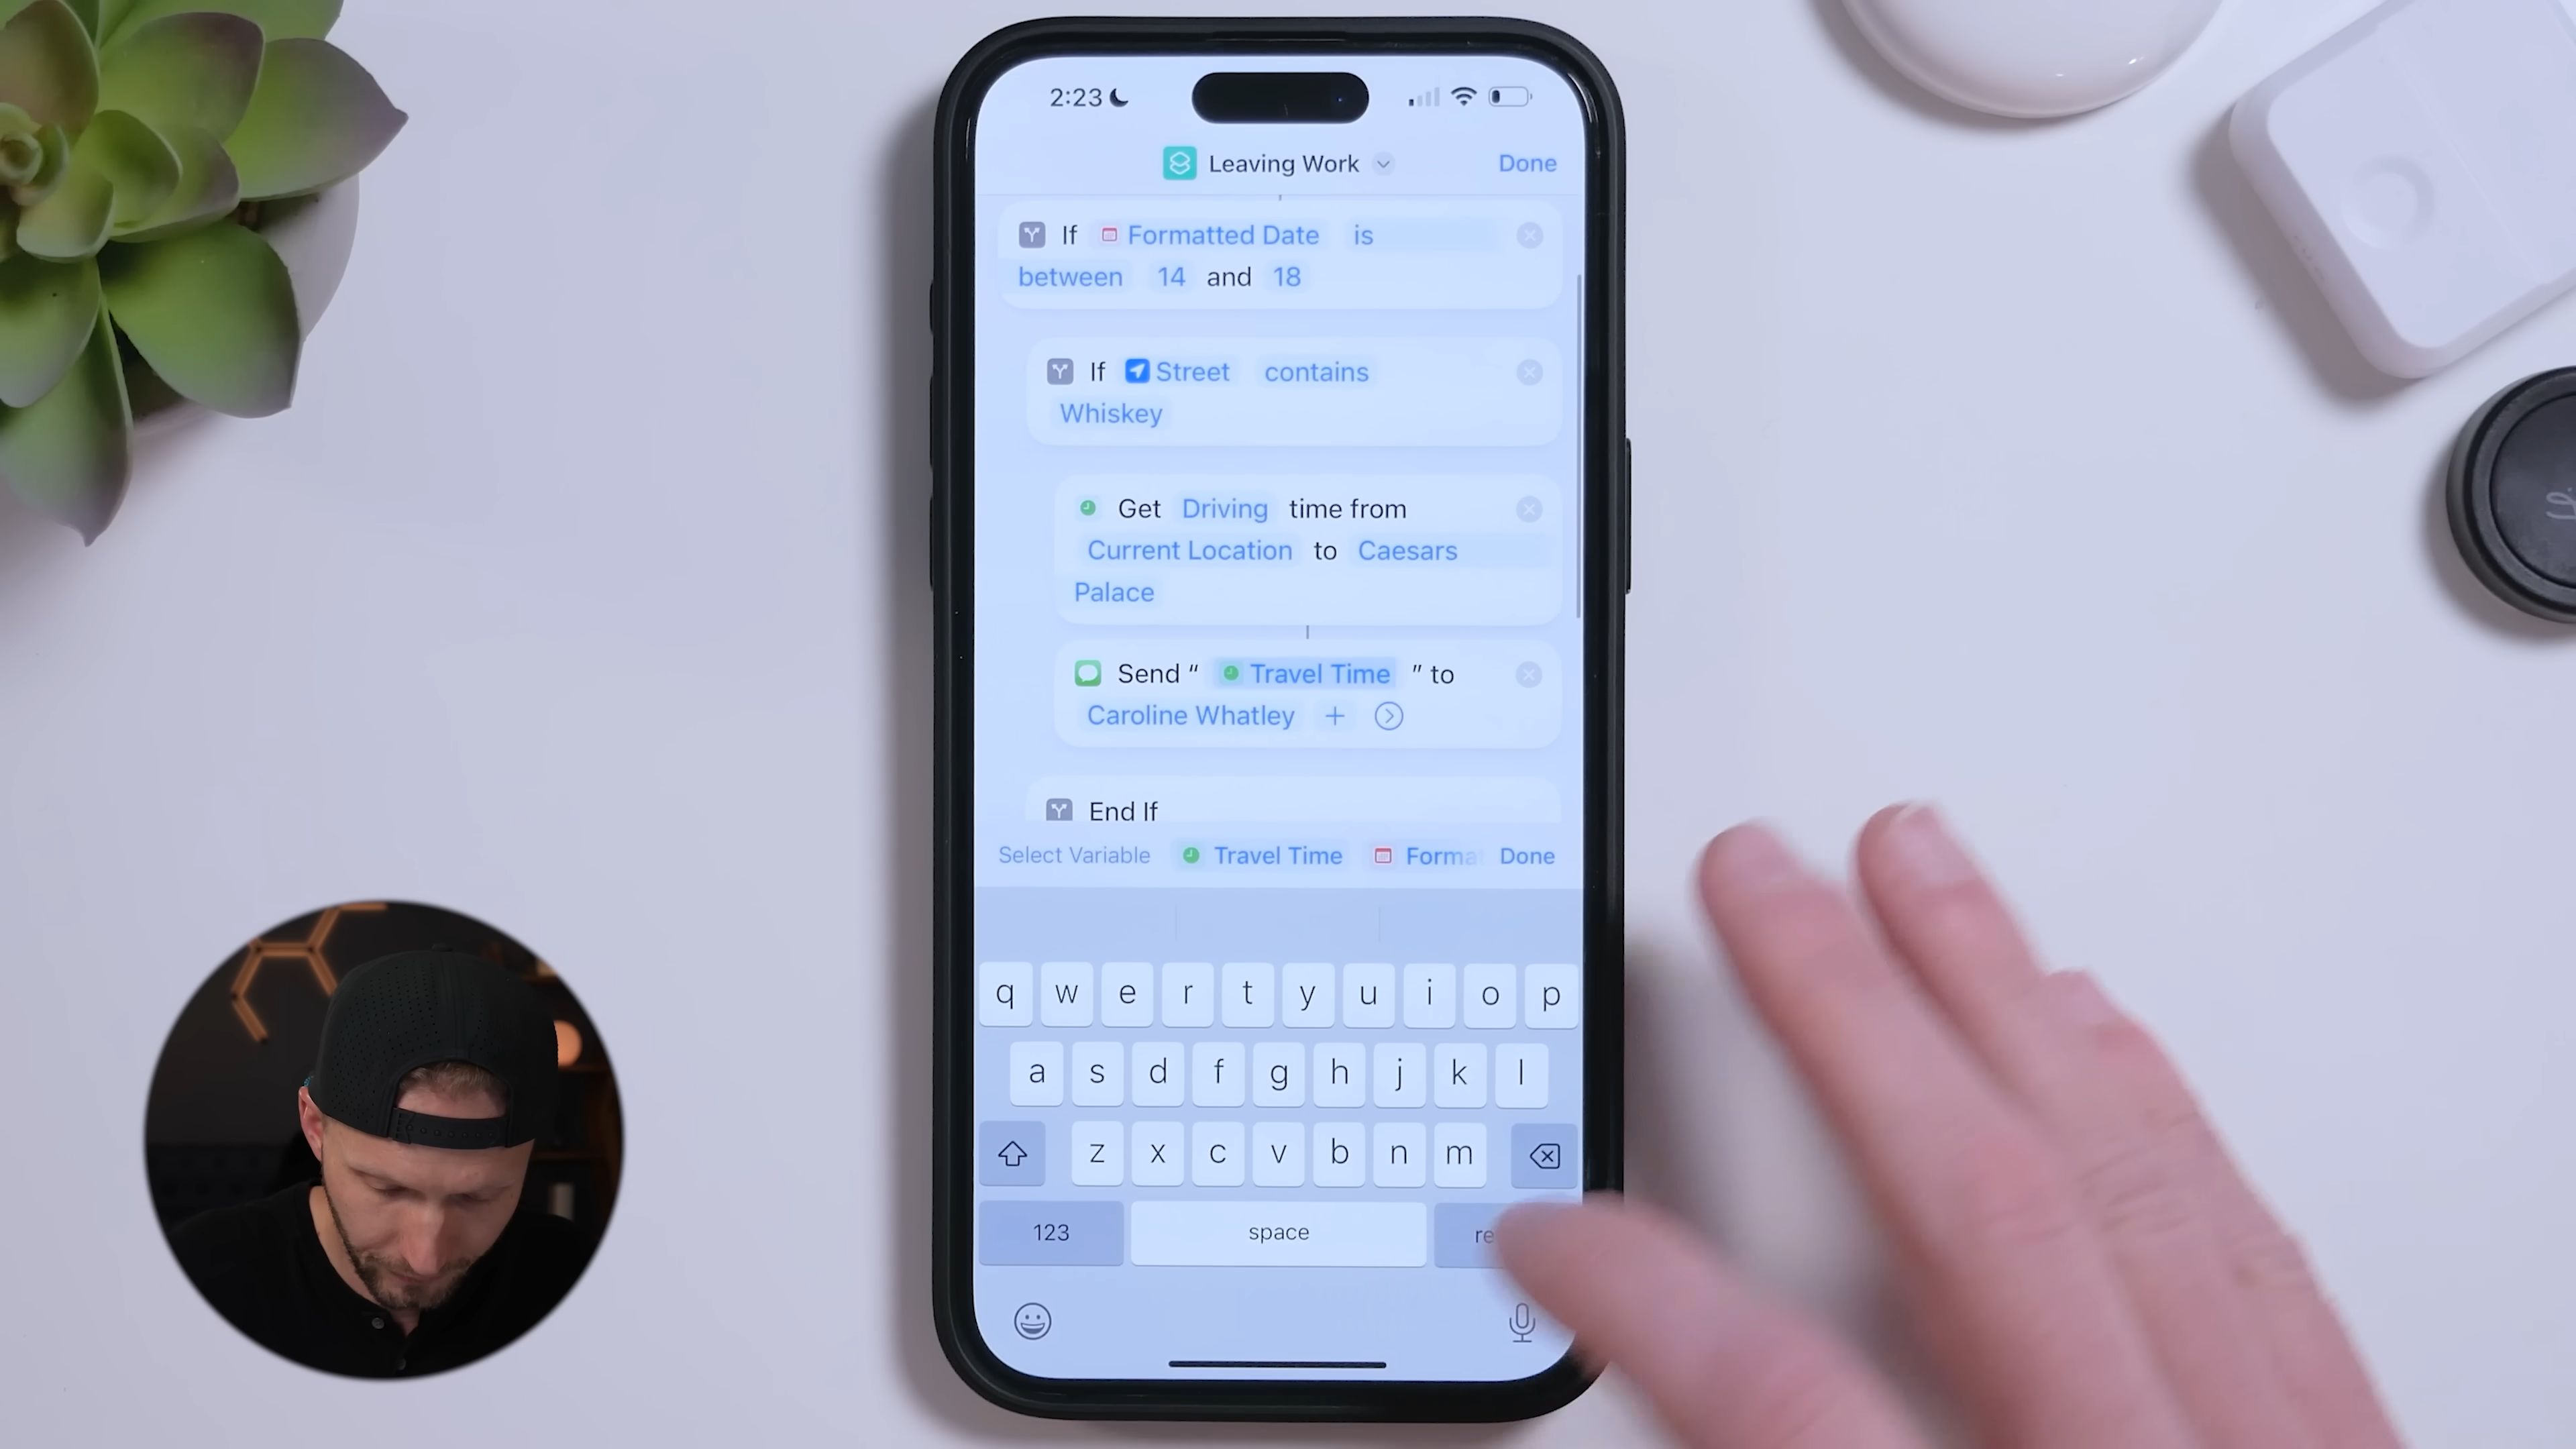 2:23
Leaving Work
Done
If Formatted Date is
between 14 and 18
If Street contains
Whiskey
Get Driving time from
Current Location to Caesars
Palace
Send “ Travel Time ” to
Caroline Whatley +
End If
Select Variable Travel Time Forma Done
q w e r t y u i o p
a s d f g h j k l
z x c v b n m
123 space re